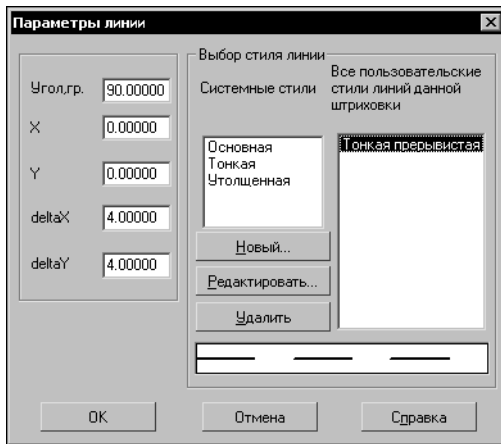 Параметры линии
Угол,гр. 90.00000
X 0.00000
Y 0.00000
deltaX 4.00000
deltaY 4.00000
Выбор стиля линии
Системные стили
Все пользовательские
стили линий данной
штриховки
Основная
Тонкая
Утолщенная
Тонкая прерывистая
Новый...
Редактировать...
Удалить
OK
Отмена
Справка